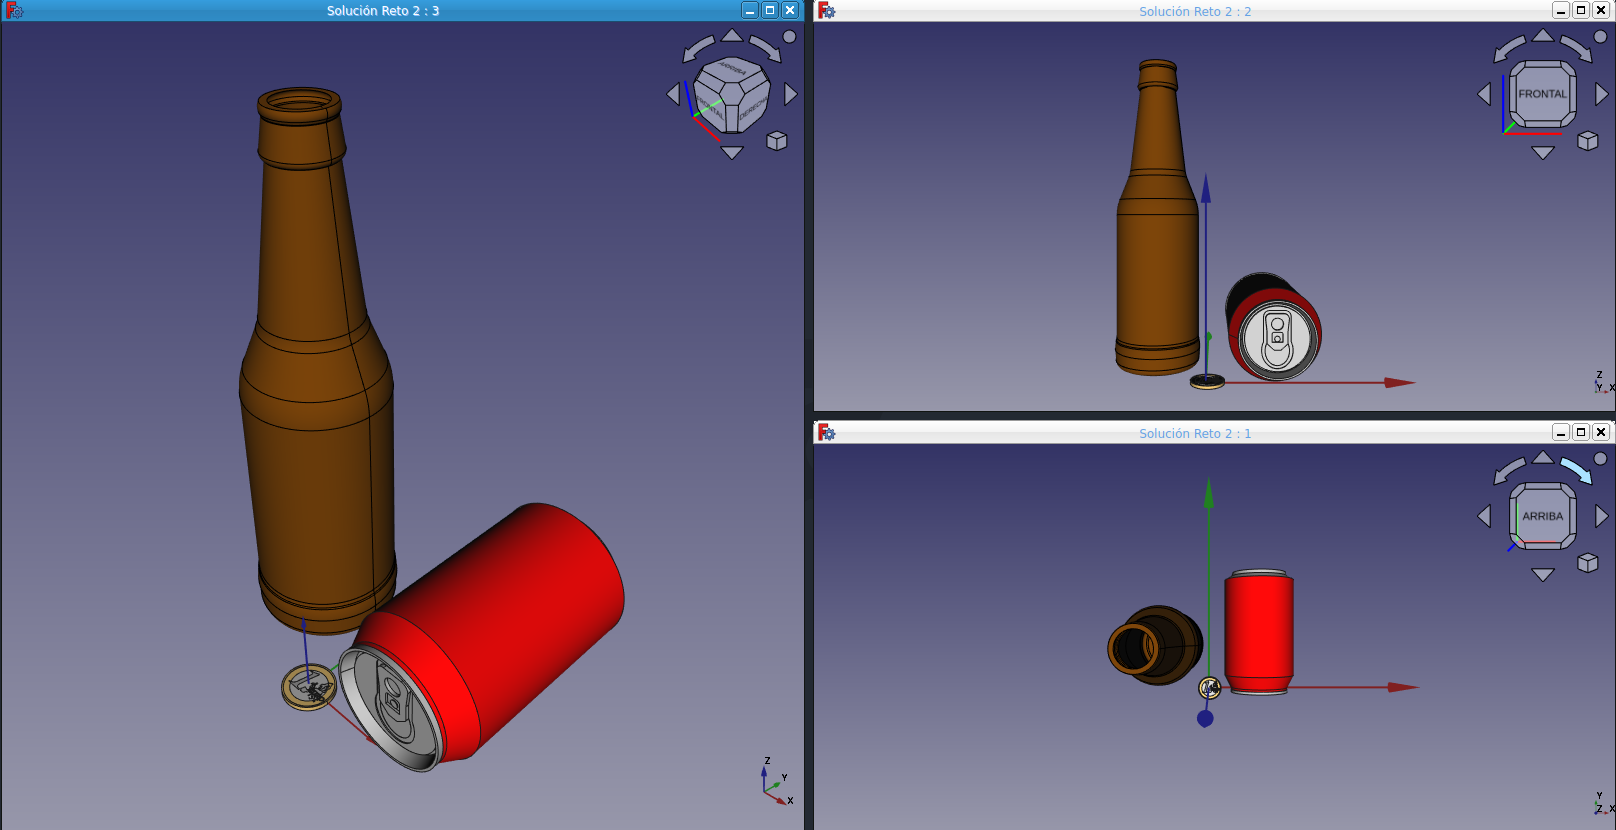 Solución Reto 2 : 3
ARRIBA
FRONTAL
DERECHA
Z
Y
X
Solución Reto 2 : 2
FRONTAL
Z
Y X
Solución Reto 2 : 1
ARRIBA
Y
Z X